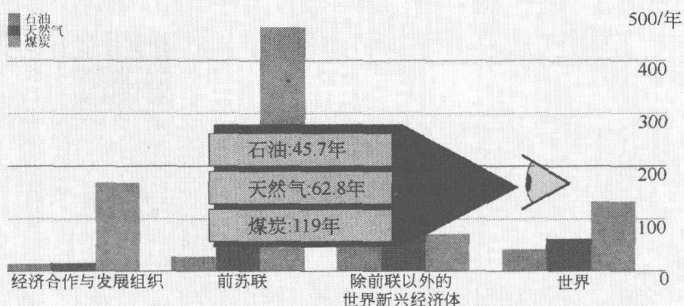 石油
天然气
煤炭
500/年
400
300
200
100
0
石油:45.7年
天然气:62.8年
煤炭:119年
经济合作与发展组织
前苏联
除前联以外的
世界新兴经济体
世界